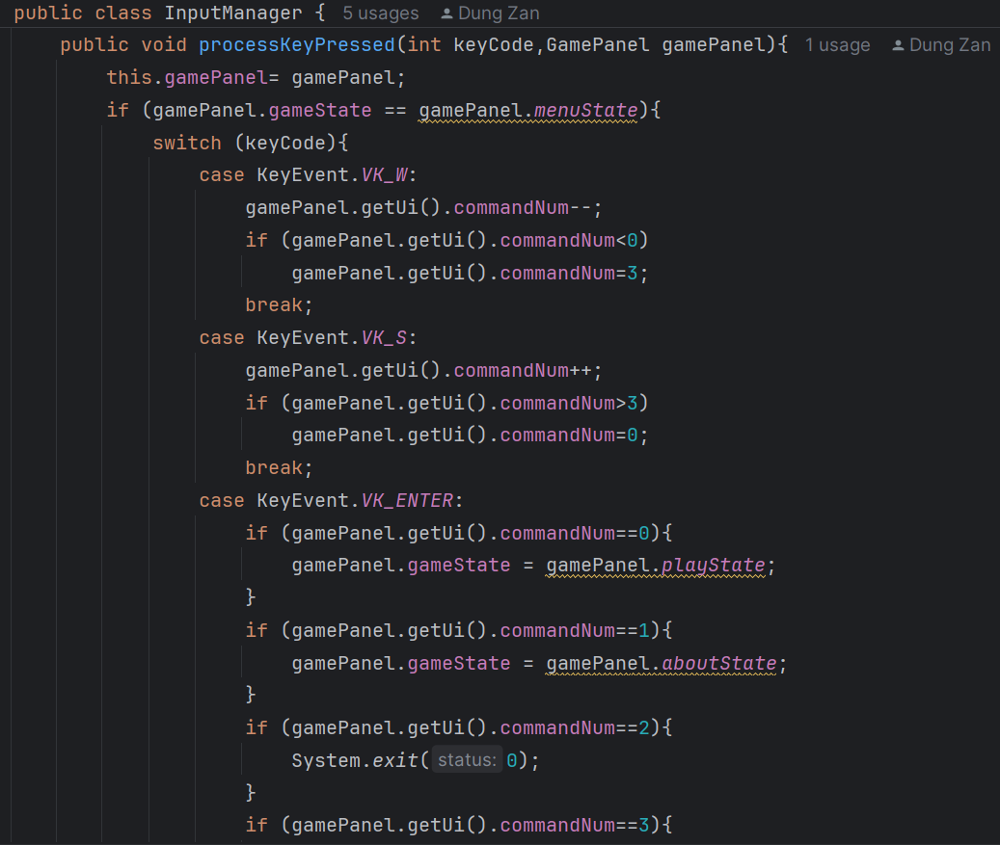 public class InputManager { 5 usages Dung Zan
public void processKeyPressed(int keyCode,GamePanel gamePanel){ 1 usage Dung Zan
this.gamePanel= gamePanel;
if (gamePanel.gameState == gamePanel.menuState){
switch (keyCode){
case KeyEvent.VK_W:
gamePanel.getUi().commandNum--;
if (gamePanel.getUi().commandNum<0)
gamePanel.getUi().commandNum=3;
break;
case KeyEvent.VK_S:
gamePanel.getUi().commandNum++;
if (gamePanel.getUi().commandNum>3)
gamePanel.getUi().commandNum=0;
break;
case KeyEvent.VK_ENTER:
if (gamePanel.getUi().commandNum==0){
gamePanel.gameState = gamePanel.playState;
}
if (gamePanel.getUi().commandNum==1){
gamePanel.gameState = gamePanel.aboutState;
}
if (gamePanel.getUi().commandNum==2){
System.exit( status: 0);
}
if (gamePanel.getUi().commandNum==3){